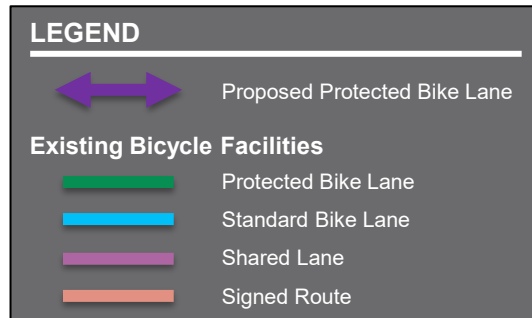 LEGEND
Proposed Protected Bike Lane
Existing Bicycle Facilities
Protected Bike Lane
Standard Bike Lane
Shared Lane
Signed Route